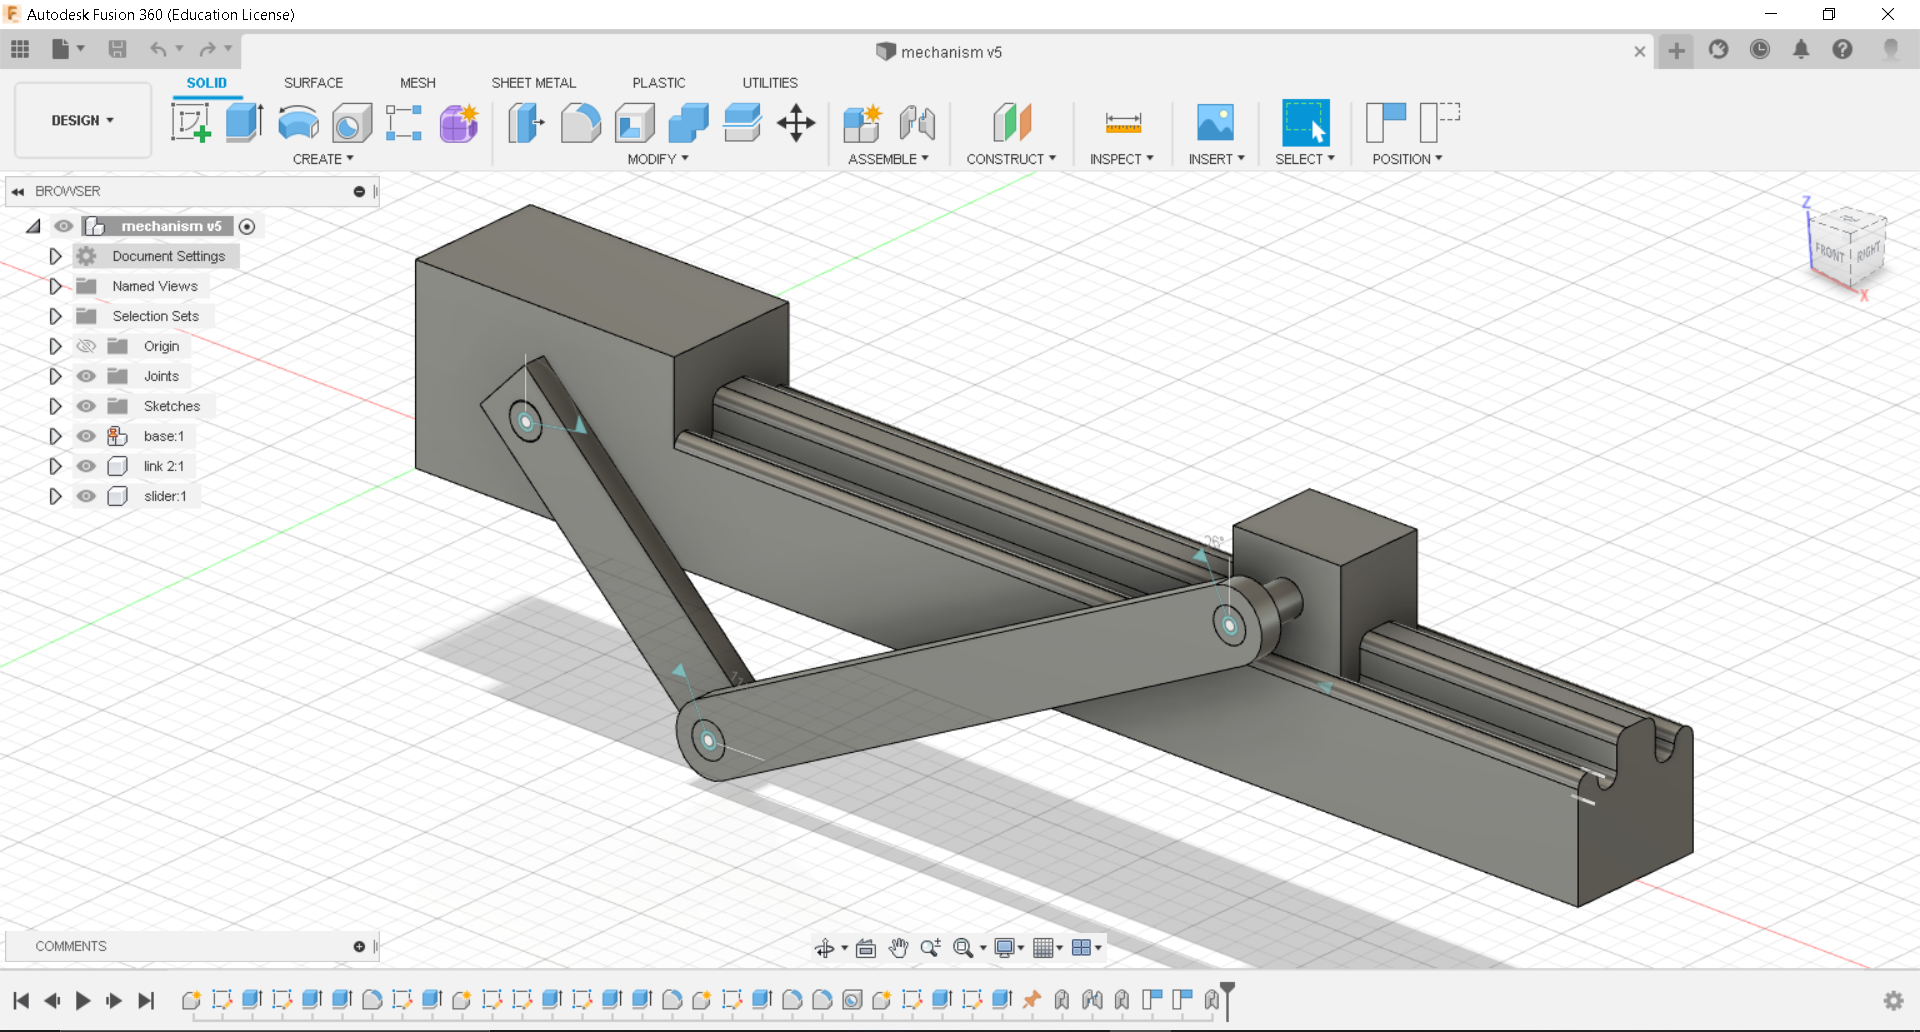 Autodesk Fusion 360 (Education License)
mechanism v5
SOLID SURFACE MESH SHEET METAL PLASTIC UTILITIES
DESIGN
CREATE MODIFY ASSEMBLE CONSTRUCT INSPECT INSERT SELECT POSITION
BROWSER
mechanism v5
Document Settings
Named Views
Selection Sets
Origin
Joints
Sketches
base:1
link 2:1
slider:1
Z
FRONT RIGHT
X
COMMENTS